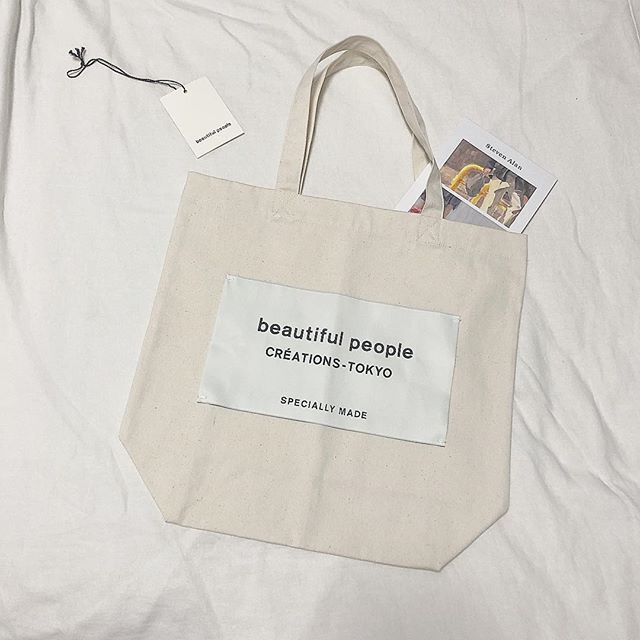 beautiful people
Steven Alan
beautiful people
CRÉATIONS-TOKYO
SPECIALLY MADE